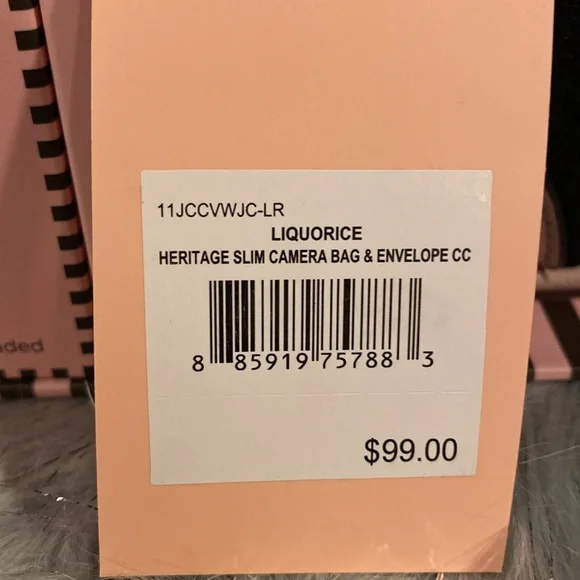 11JCCVWJC-LR
LIQUORICE
HERITAGE SLIM CAMERA BAG & ENVELOPE CC
8 85919 75788 3
$99.00